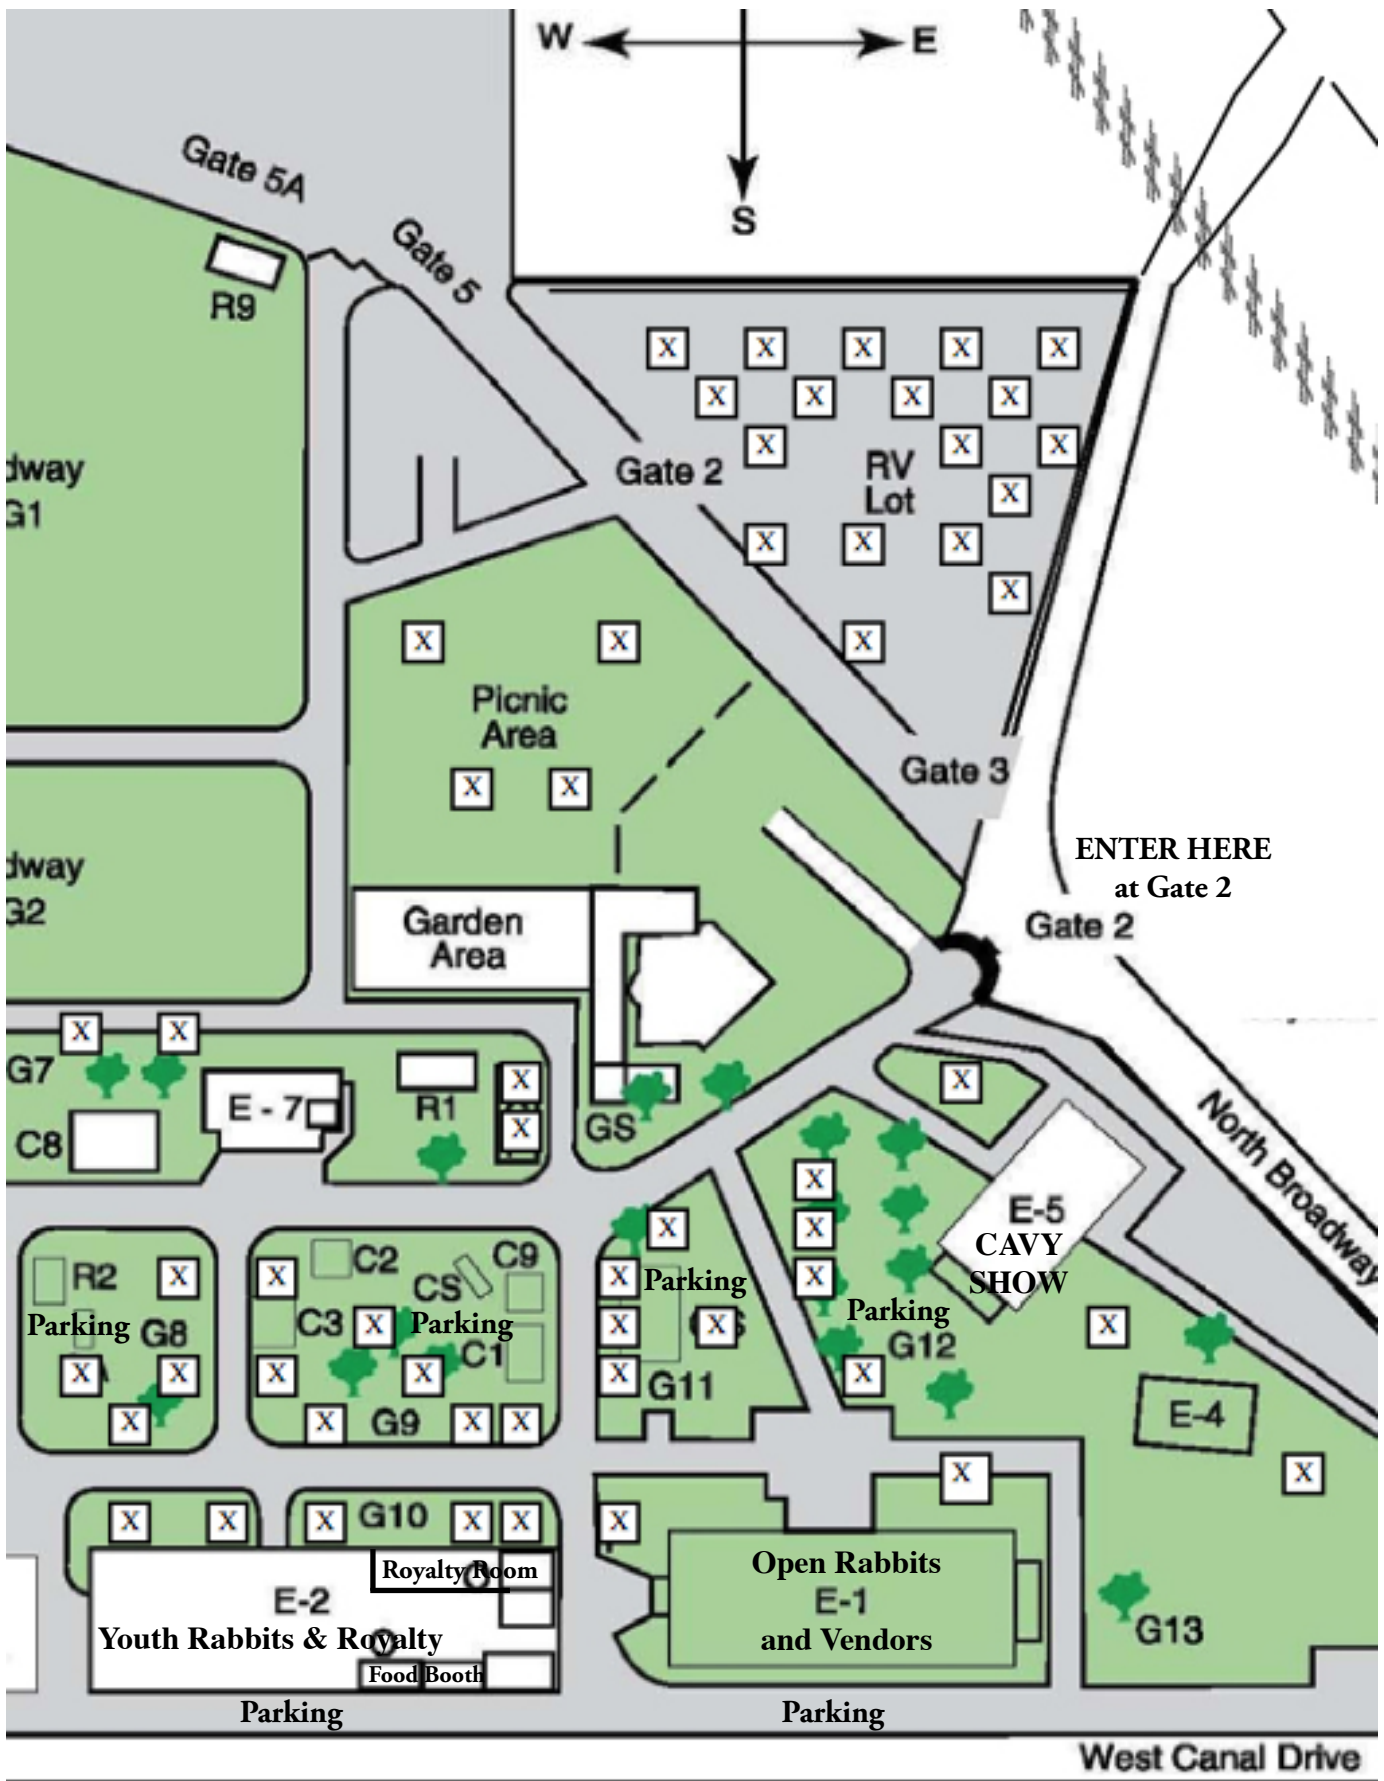 W E
S
Gate 5A
Gate 5
R9
X X X X X
X X X X
X X X
RV
Lot
X
Gate 2
dway
G1
X X X
X
X X X
Picnic
Area
X X
Gate 3
ENTER HERE
at Gate 2
Gate 2
dway
G2
Garden
Area
X X
G7
E - 7
R1
X
X
C8
GS
X
North Broadway
X
E-5
CAVY
SHOW
X X
R2
X
X
C2
CS
C9
X
Parking
X
Parking
G8
C3
X
Parking
C1
X
X
Parking
G12
X
X X
X
X
X
G11
X
E-4
X
X
G9
X X
X
X
X X
X
G10
X X
X
Royalty Room
E-2
Youth Rabbits & Royalty
Food Booth
Open Rabbits
E-1
and Vendors
G13
Parking
Parking
West Canal Drive